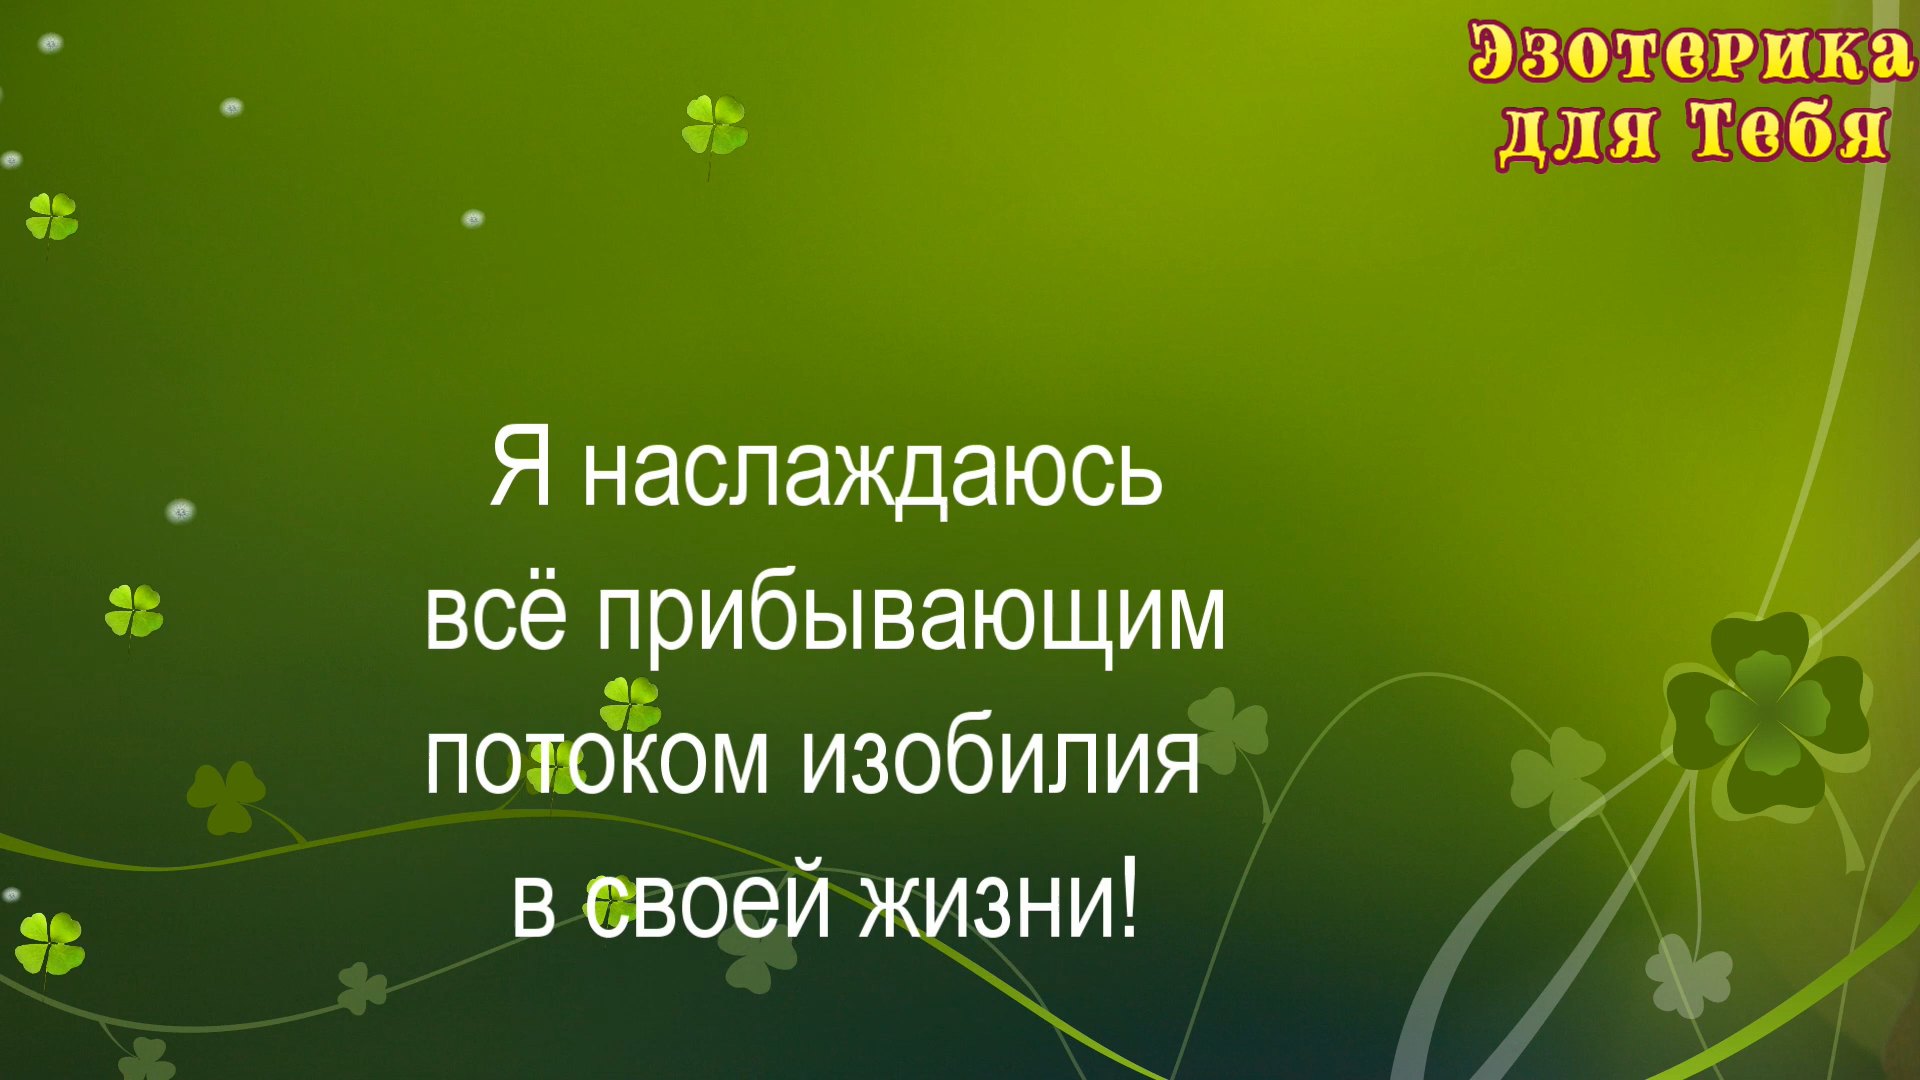 Эзотерика
для Тебя
Я наслаждаюсь
всё прибывающим
потоком изобилия
в своей жизни!